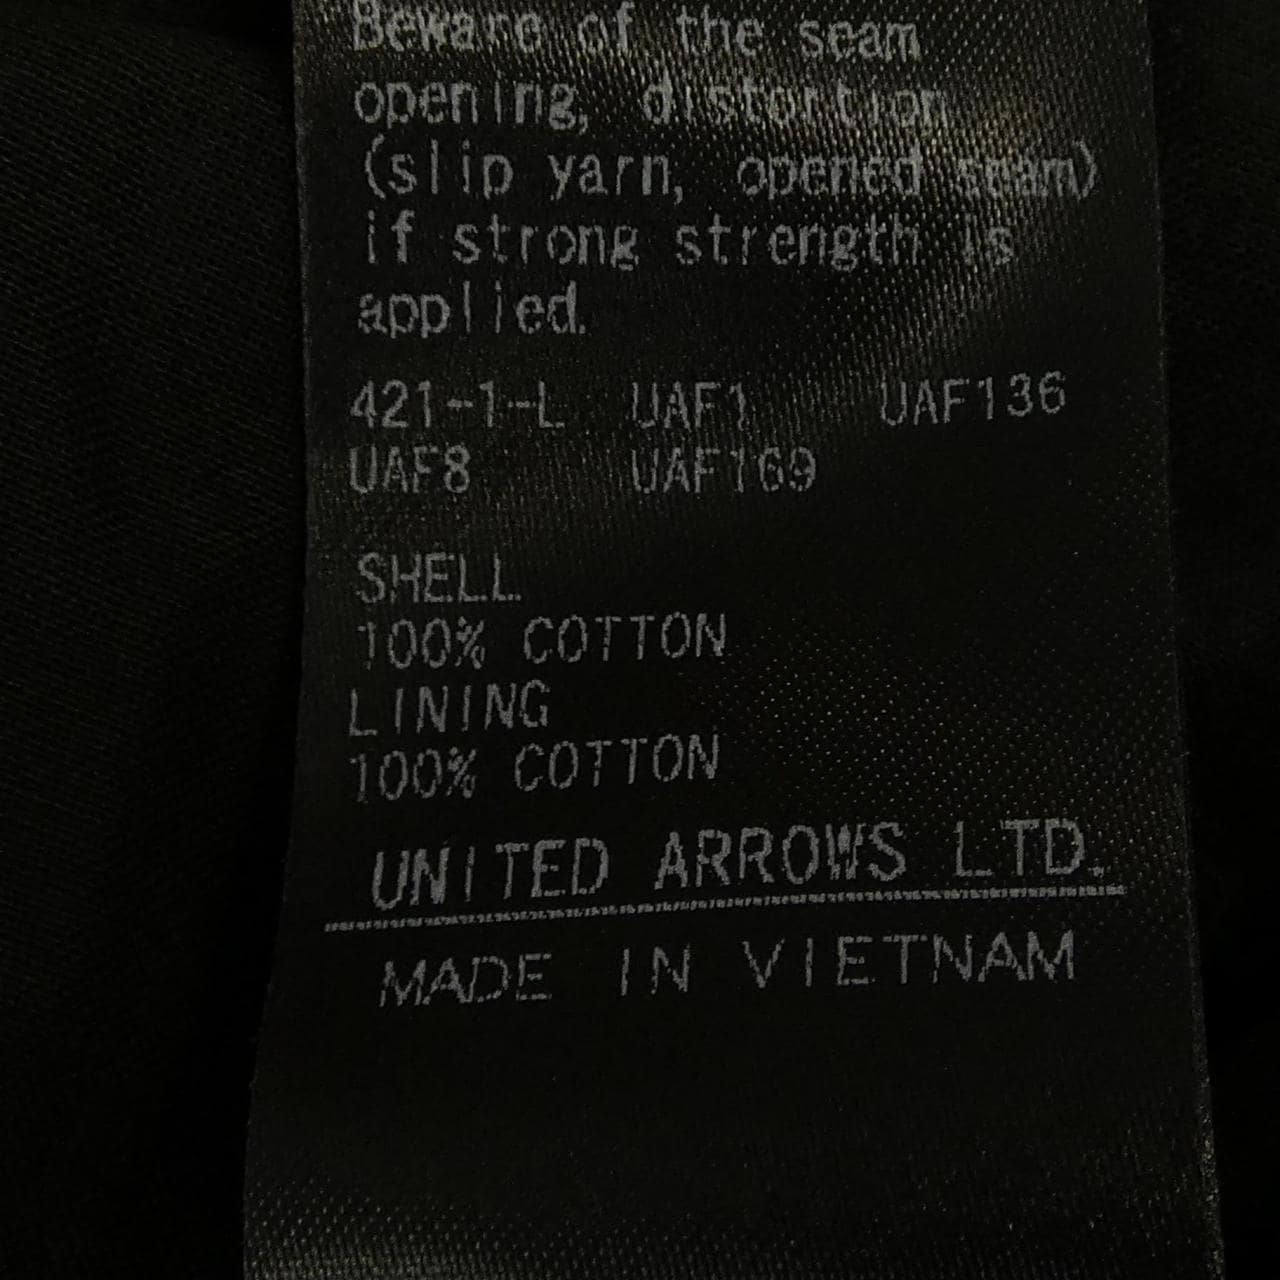 Beware of the seam
opening, distortion
(slip yarn, opened seam)
if strong strength is
applied.
421-1-L UAF1 UAF136
UAF8 UAF169
SHELL
100% COTTON
LINING
100% COTTON
UNITED ARROWS LTD.
MADE IN VIETNAM